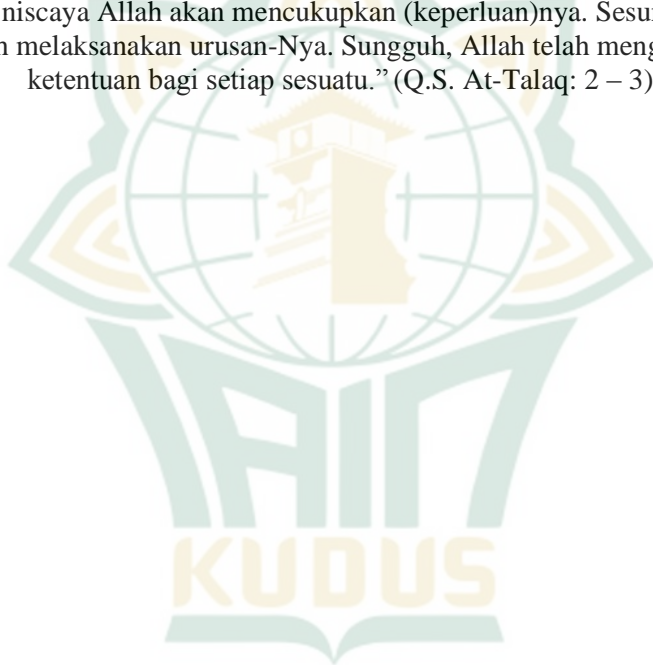 niscaya Allah akan mencukupkan (keperluan)nya.
melaksanakan urusan-Nya. Sungguh, Allah telah
ketentuan bagi setiap sesuatu.” (Q.S. At-Talaq: 2 – 3)
IAIN
KUDUS